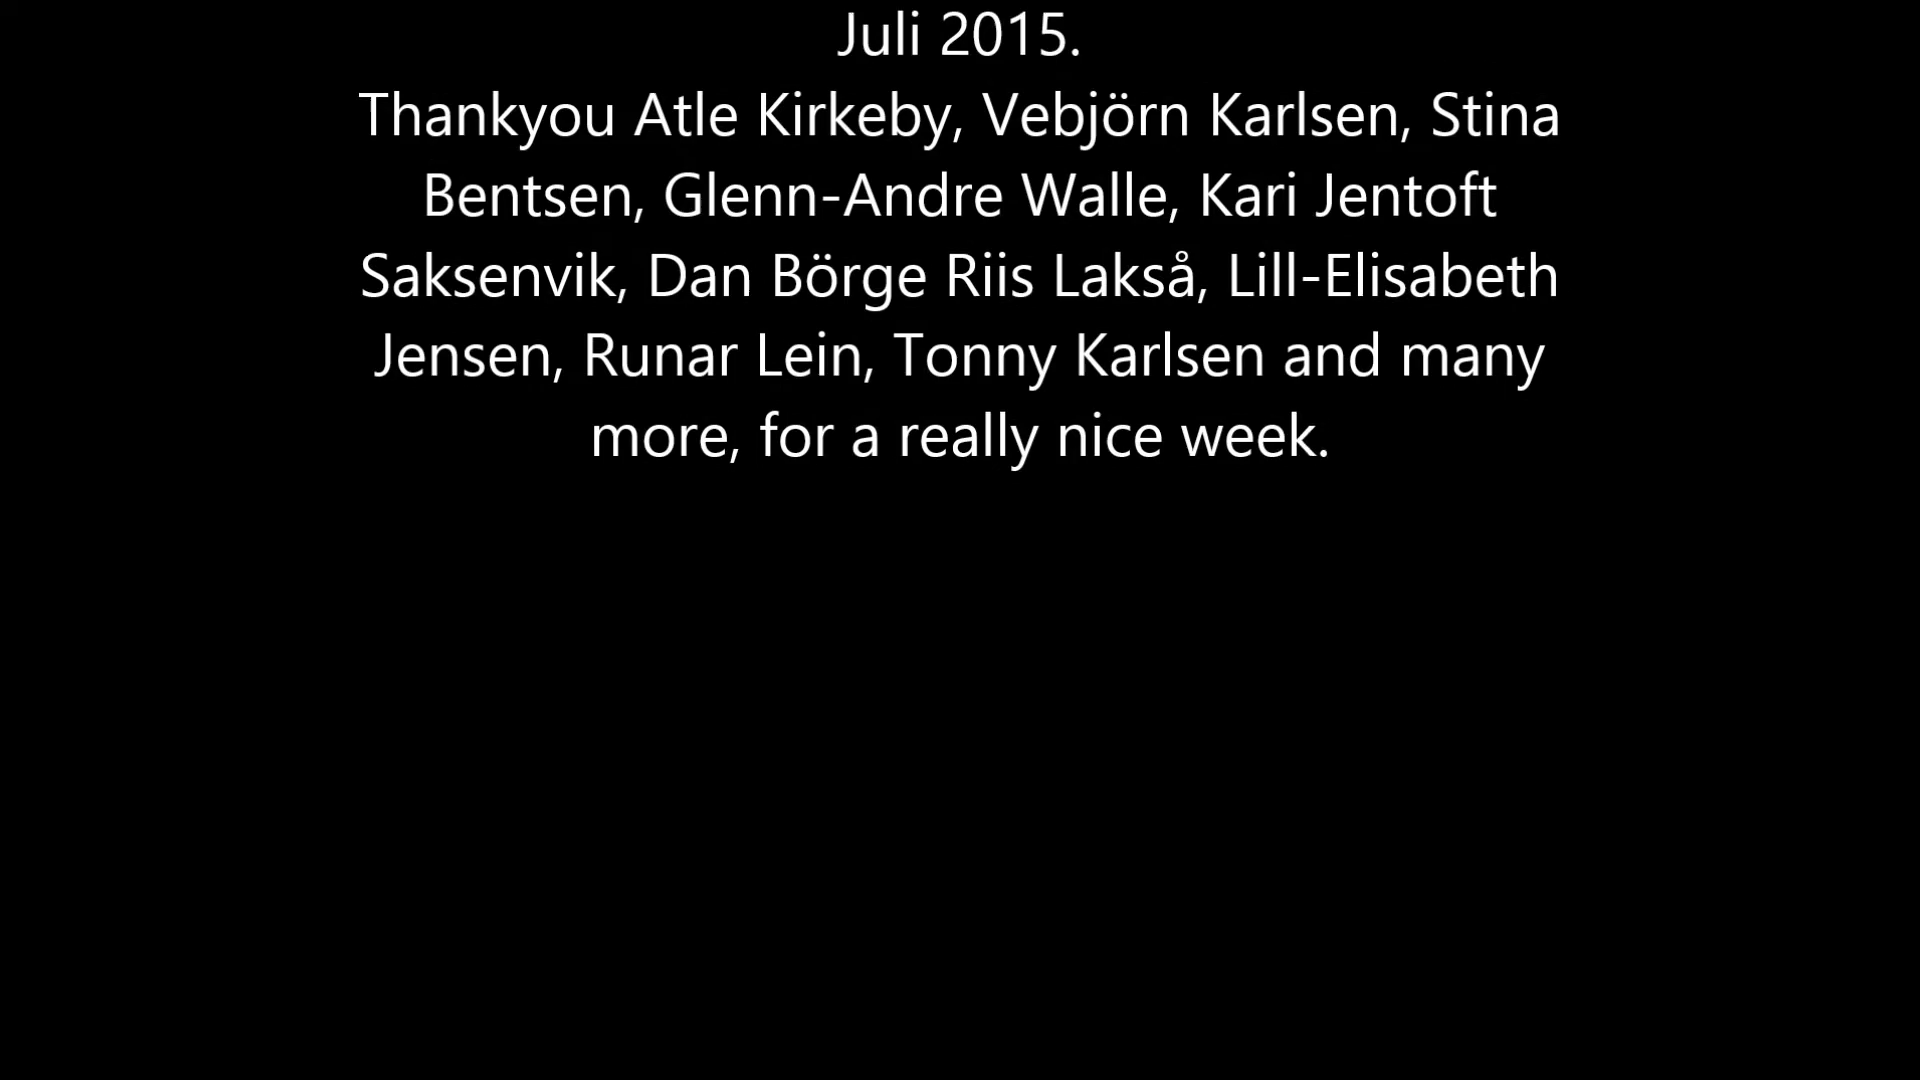 Juli 2015.
Thankyou Atle Kirkeby, Vebjörn Karlsen, Stina
Bentsen, Glenn-Andre Walle, Kari Jentoft
Saksenvik, Dan Börge Riis Lakså, Lill-Elisabeth
Jensen, Runar Lein, Tonny Karlsen and many
more, for a really nice week.